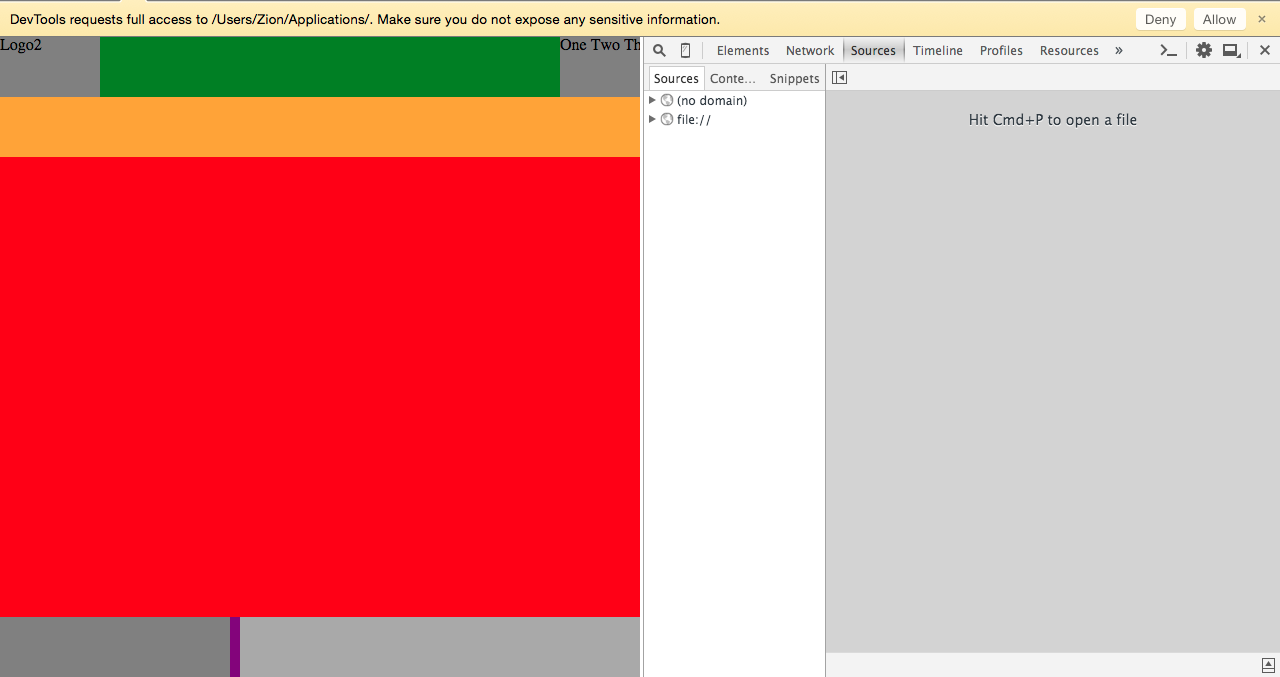 DevTools requests full access to /Users/Zion/Applications/. Make sure you do not expose any sensitive information. Deny Allow ×
Logo2 One Two Th
Elements Network Sources Timeline Profiles Resources »
Sources Conte... Snippets
(no domain)
file://
Hit Cmd+P to open a file